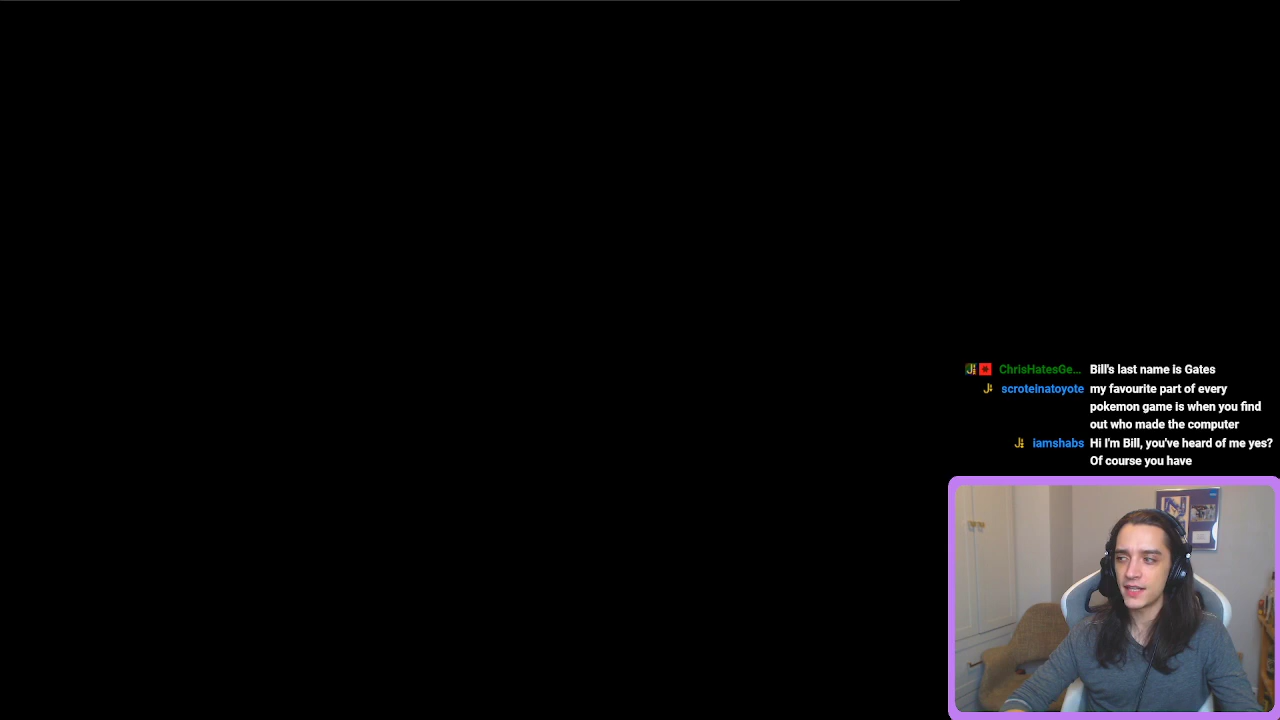 ChrisHatesGe... Bill's last name is Gates
scrotelnatoyote my favourite part of every
pokemon game is when you find
out who made the computer
iamshabs Hi I'm Bill, you've heard of me yes?
Of course you have